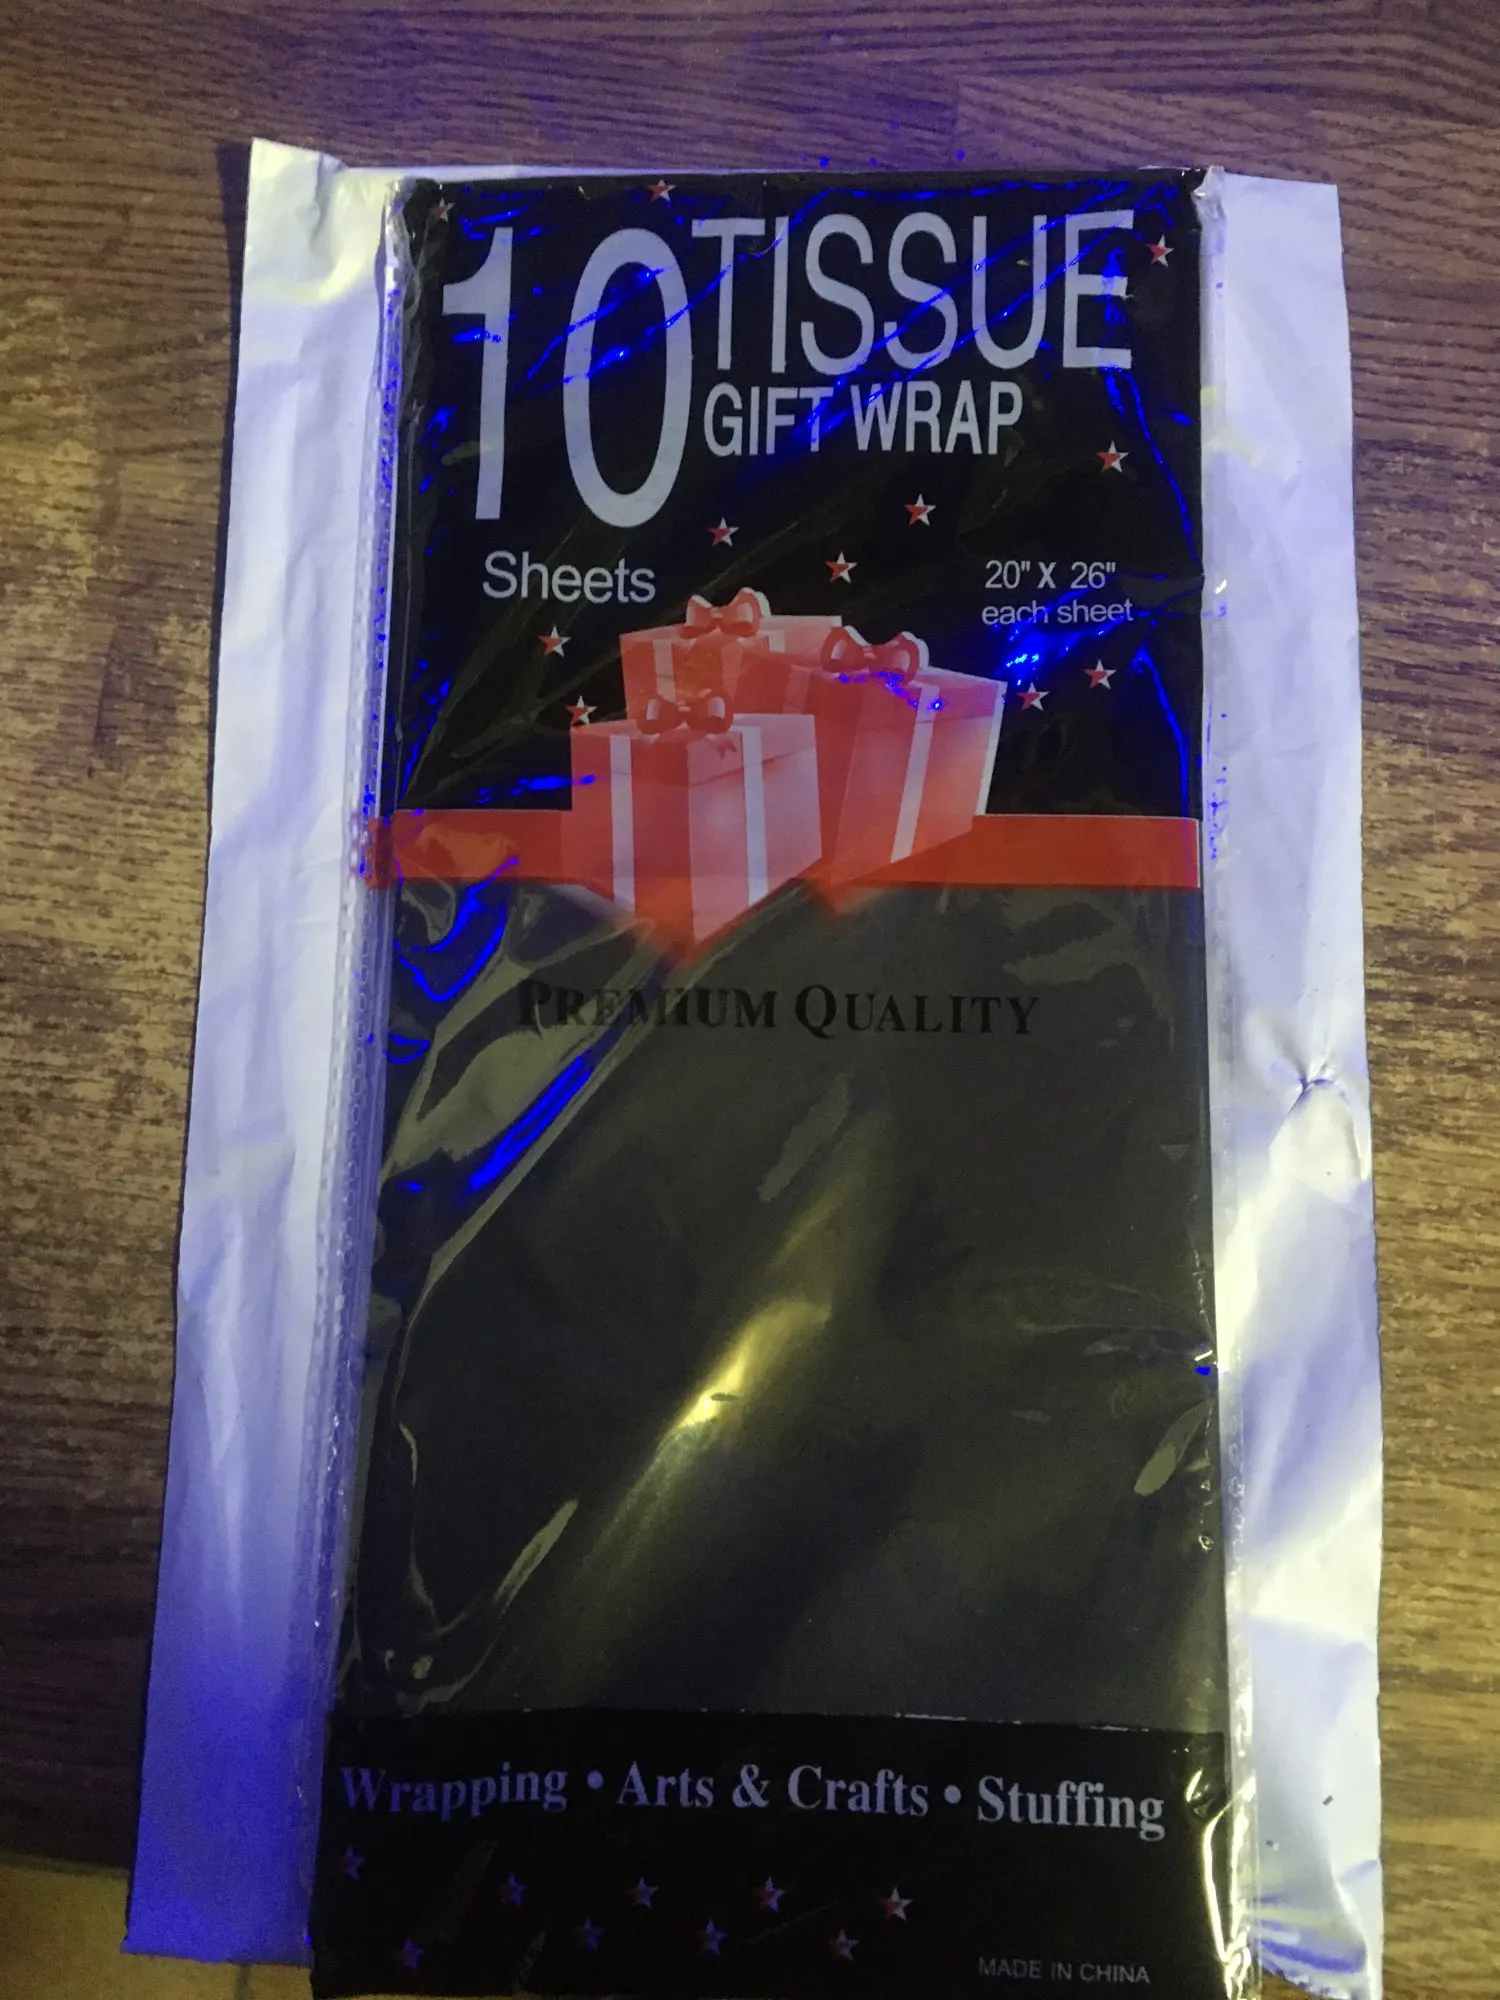 10 TISSUE
GIFT WRAP
Sheets
20" X 26"
each sheet
PREMIUM QUALITY
Wrapping • Arts & Crafts • Stuffing
MADE IN CHINA